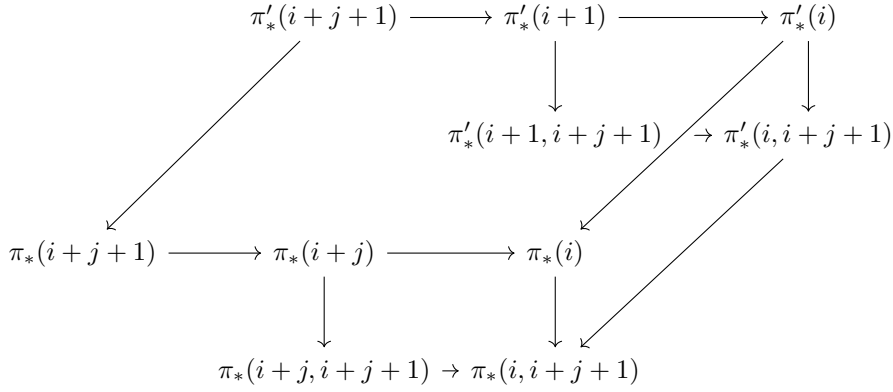 π′∗(i + j + 1) π′∗(i + 1) π′∗(i)
π′∗(i + 1, i + j + 1) π′∗(i, i + j + 1)
π∗(i + j + 1) π∗(i + j) π∗(i)
π∗(i + j, i + j + 1) π∗(i, i + j + 1)